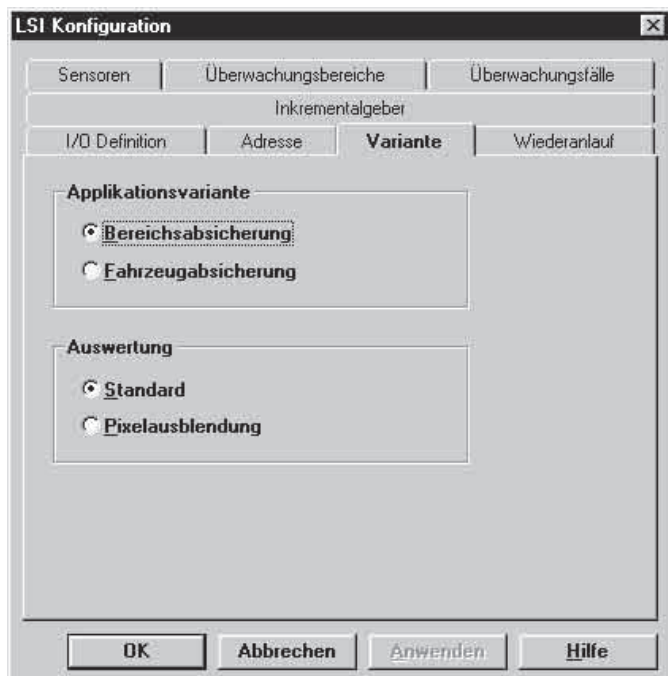 LSI Konfiguration
Sensoren Überwachungsbereiche Überwachungsfälle
Inkrementalgeber
I/O Definition Adresse Variante Wiederanlauf
Applikationsvariante
Bereichsabsicherung
Fahrzeugabsicherung
Auswertung
Standard
Pixelausblendung
OK Abbrechen Anwenden Hilfe